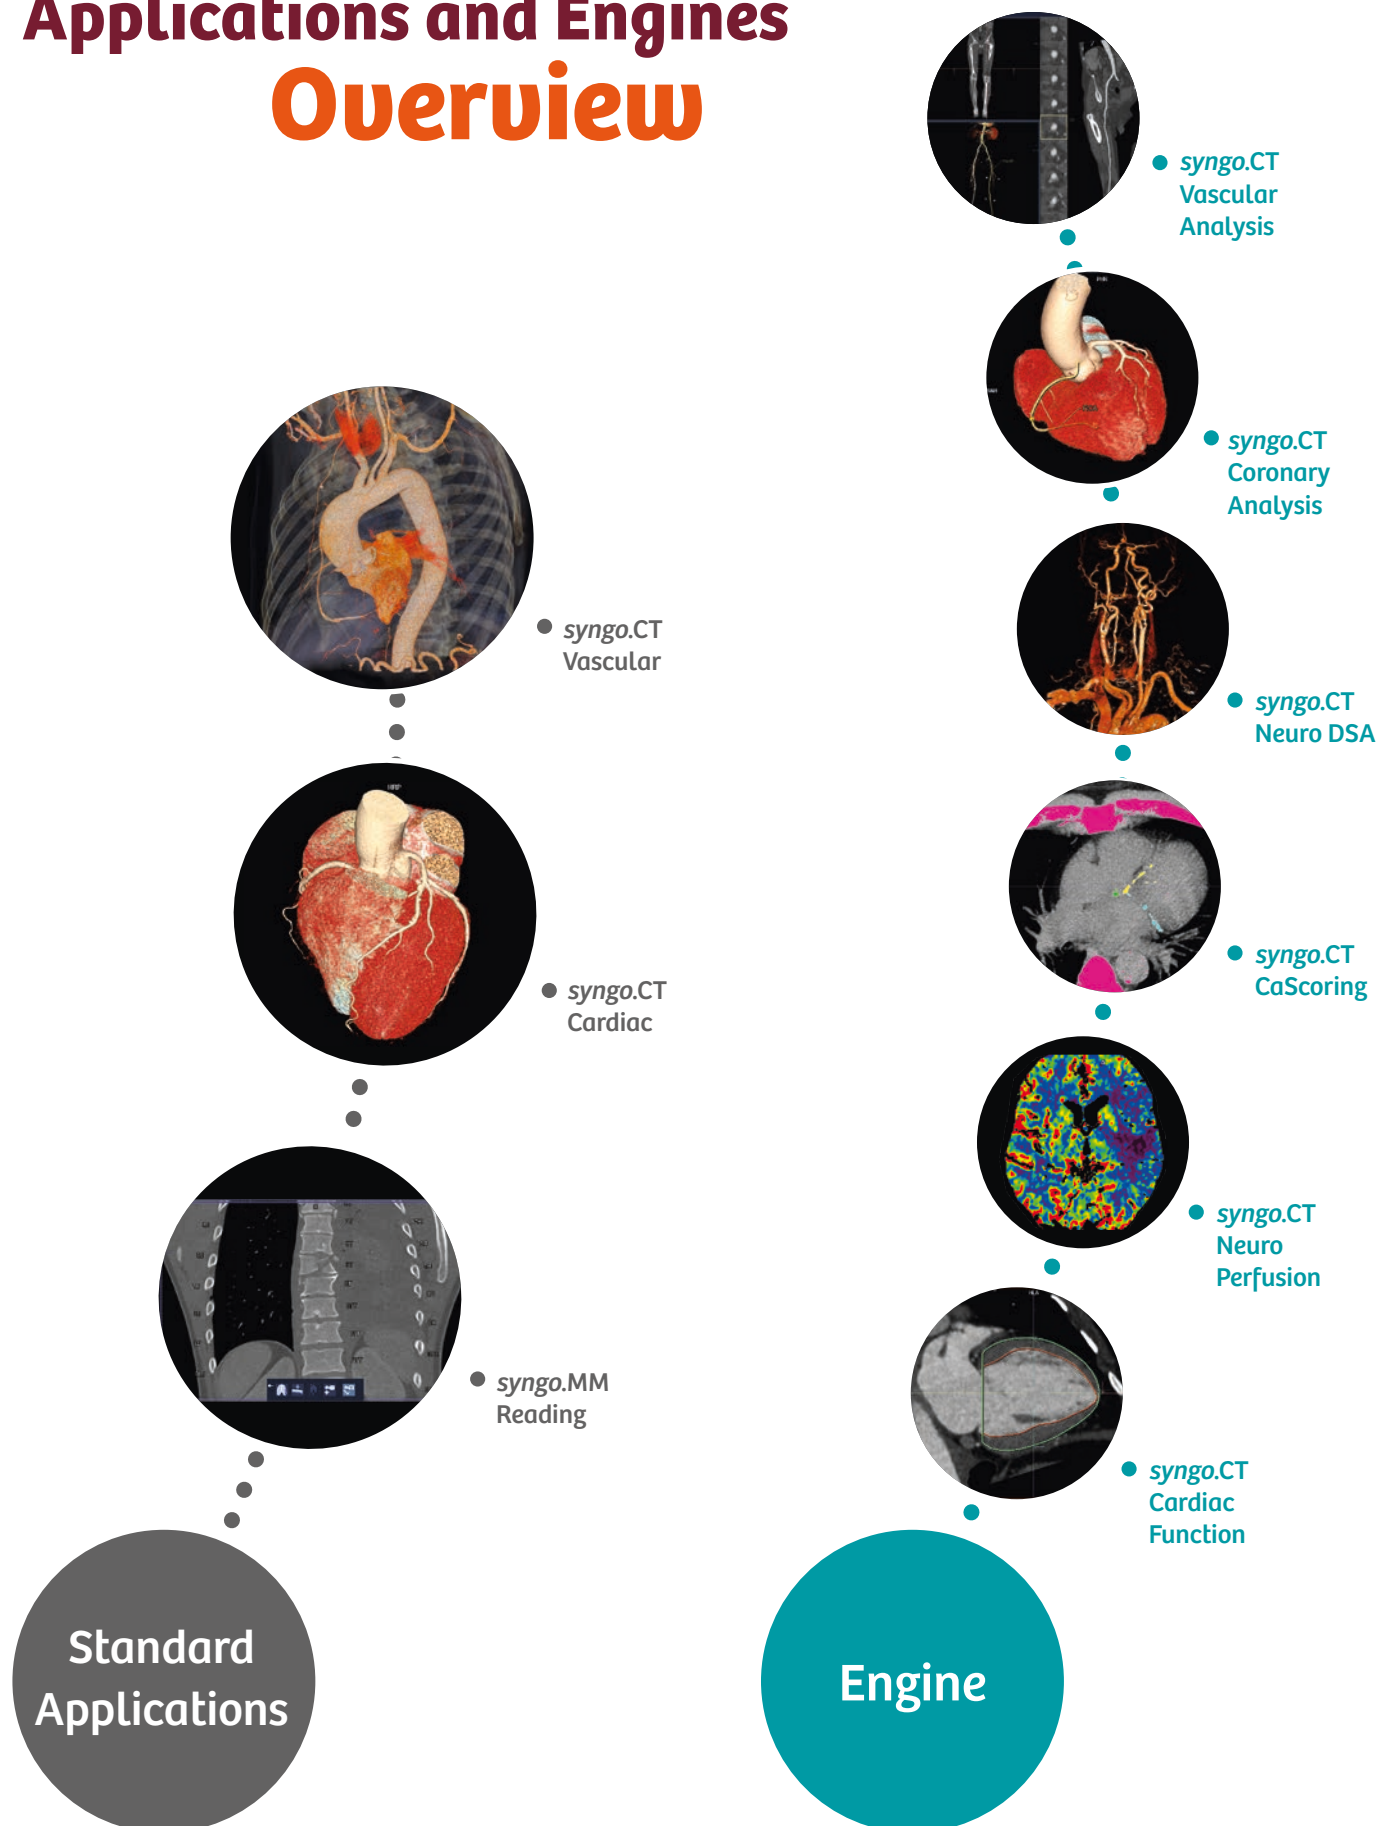 Applications and Engines
Overview
syngo.CT
Vascular
syngo.CT
Cardiac
syngo.MM
Reading
Standard
Applications
syngo.CT
Vascular
Analysis
syngo.CT
Coronary
Analysis
syngo.CT
Neuro DSA
syngo.CT
CaScoring
syngo.CT
Neuro
Perfusion
syngo.CT
Cardiac
Function
Engine